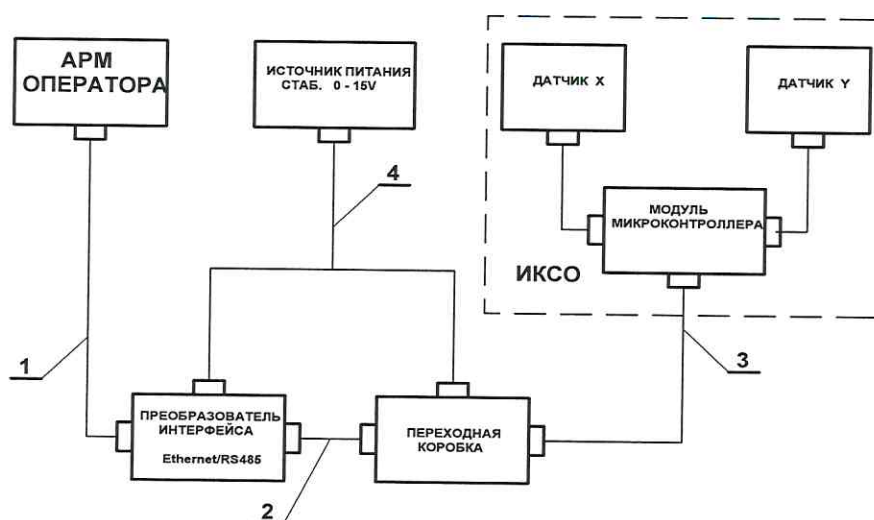 АРМ
ОПЕРАТОРА
ИСТОЧНИК ПИТАНИЯ
СТАБ. 0 - 15V
ДАТЧИК X
ДАТЧИК Y
4
МОДУЛЬ
МИКРОКОНТРОЛЛЕРА
ИКСО
1
3
ПРЕОБРАЗОВАТЕЛЬ
ИНТЕРФЕЙСА
Ethernet/RS485
ПЕРЕХОДНАЯ
КОРОБКА
2